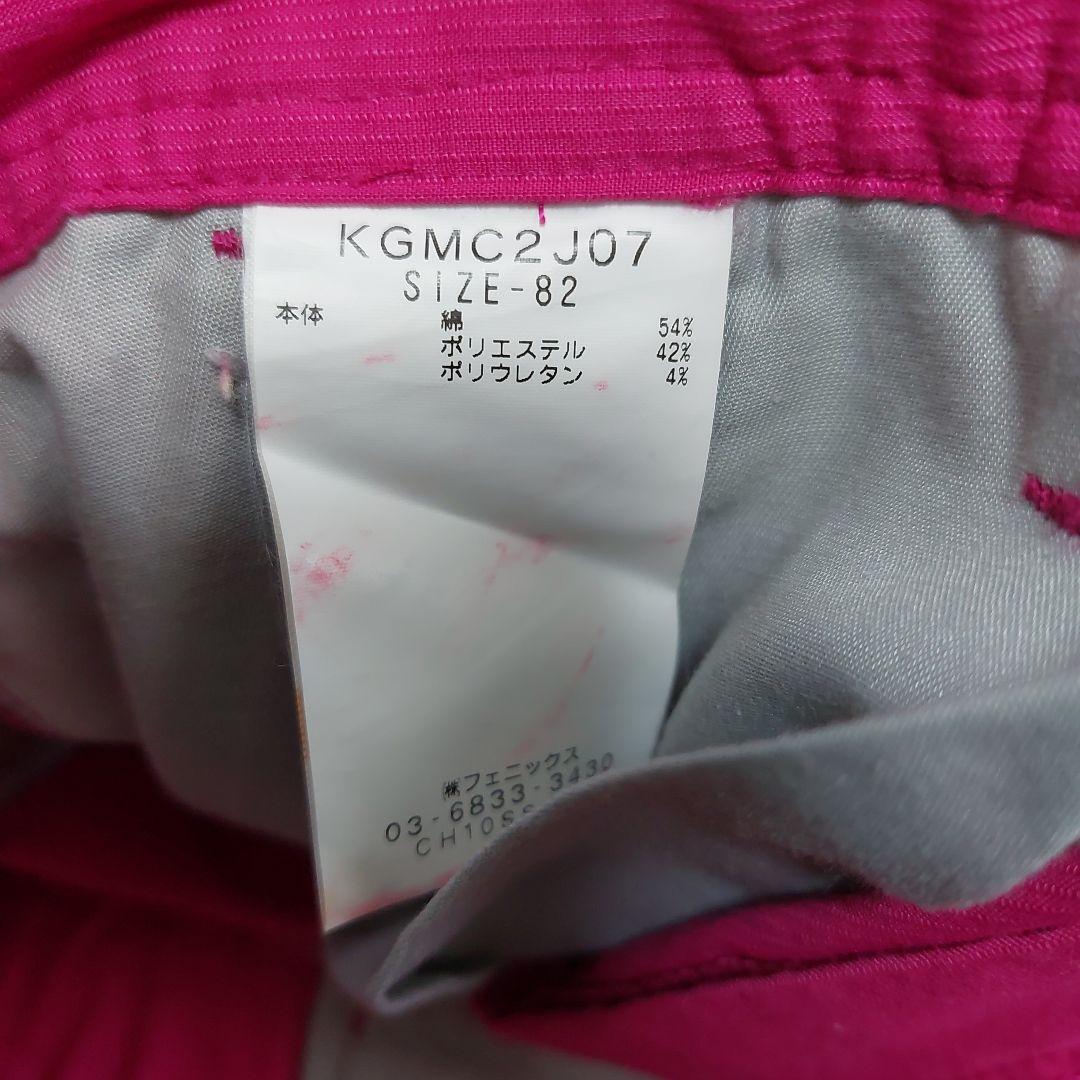 KGMC2J07
SIZE-82
本体 綿 54%
ポリエステル 42%
ポリウレタン 4%
㈱フェニックス
03-6833-3430